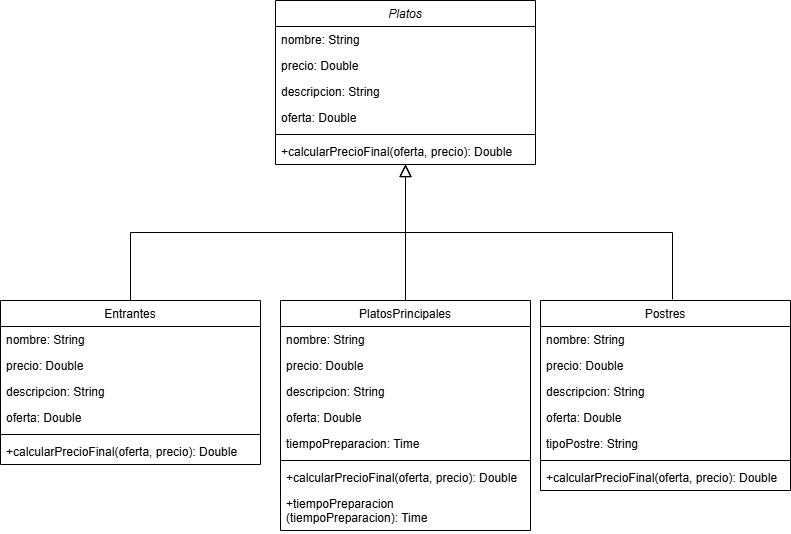 Platos
nombre: String
precio: Double
descripcion: String
oferta: Double
+calcularPrecioFinal(oferta, precio): Double
Entrantes
nombre: String
precio: Double
descripcion: String
oferta: Double
+calcularPrecioFinal(oferta, precio): Double
PlatosPrincipales
nombre: String
precio: Double
descripcion: String
oferta: Double
tiempoPreparacion: Time
+calcularPrecioFinal(oferta, precio): Double
+tiempoPreparacion
(tiempoPreparacion): Time
Postres
nombre: String
precio: Double
descripcion: String
oferta: Double
tipoPostre: String
+calcularPrecioFinal(oferta, precio): Double